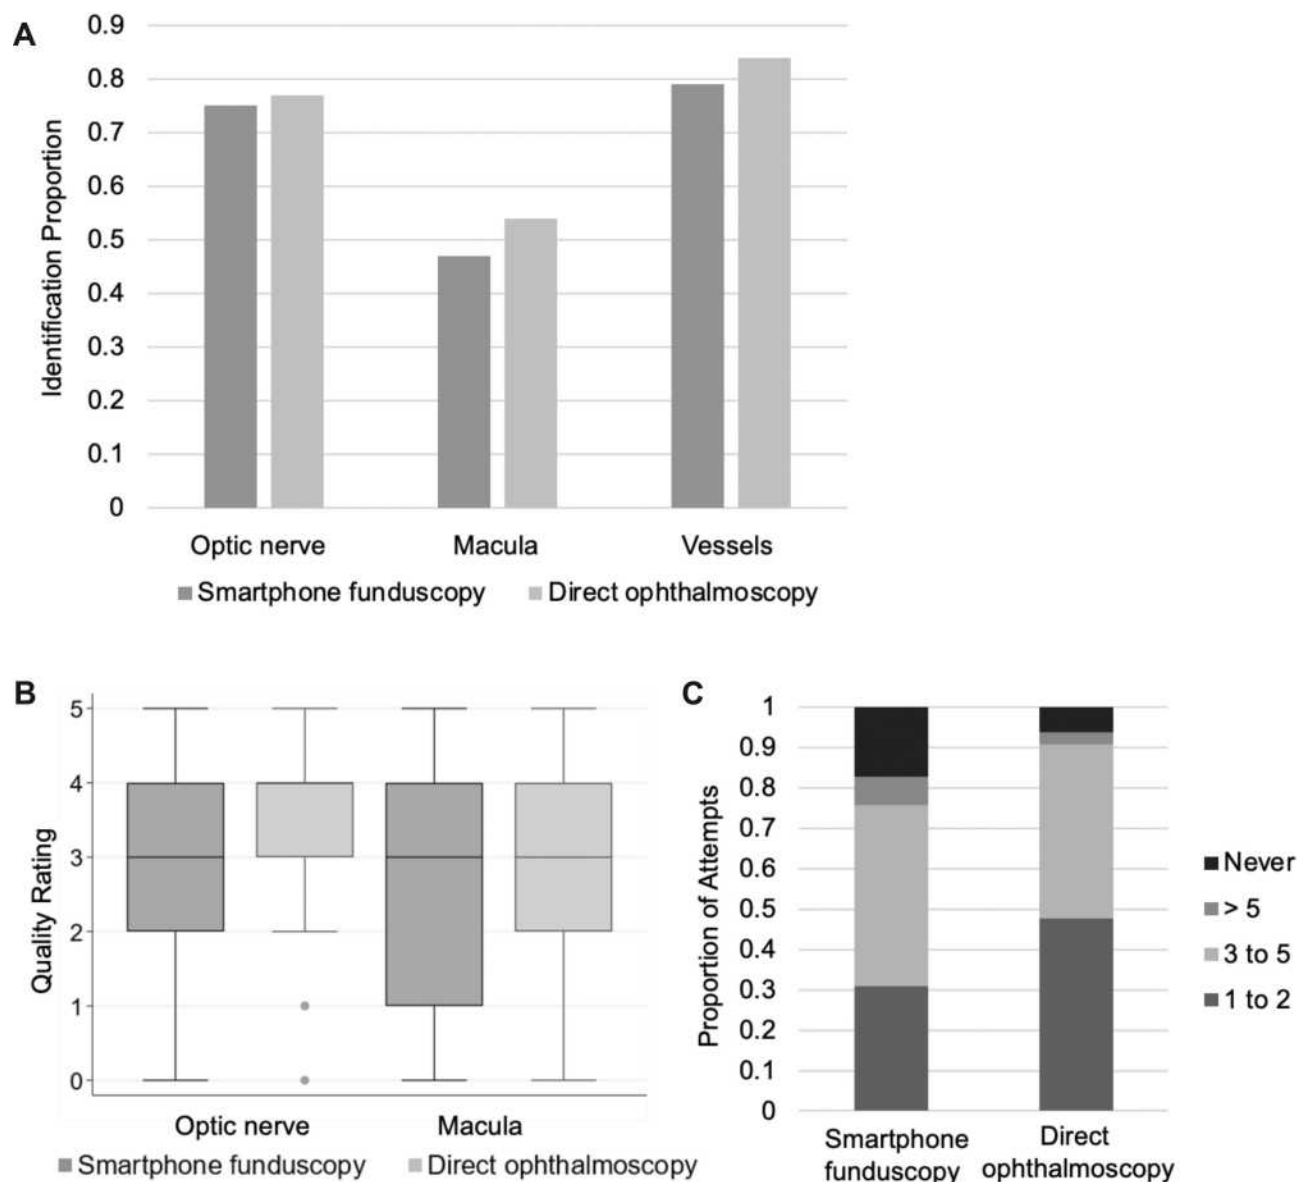 A
0.9
0.8
0.7
0.6
0.5
0.4
0.3
0.2
0.1
0
Identification Proportion
Optic nerve Macula Vessels
Smartphone funduscopy Direct ophthalmoscopy
B
5
4
3
2
1
0
Quality Rating
Optic nerve Macula
Smartphone funduscopy Direct ophthalmoscopy
C
1
0.9
0.8
0.7
0.6
0.5
0.4
0.3
0.2
0.1
0
Proportion of Attempts
Smartphone funduscopy
Direct ophthalmoscopy
Never
> 5
3 to 5
1 to 2